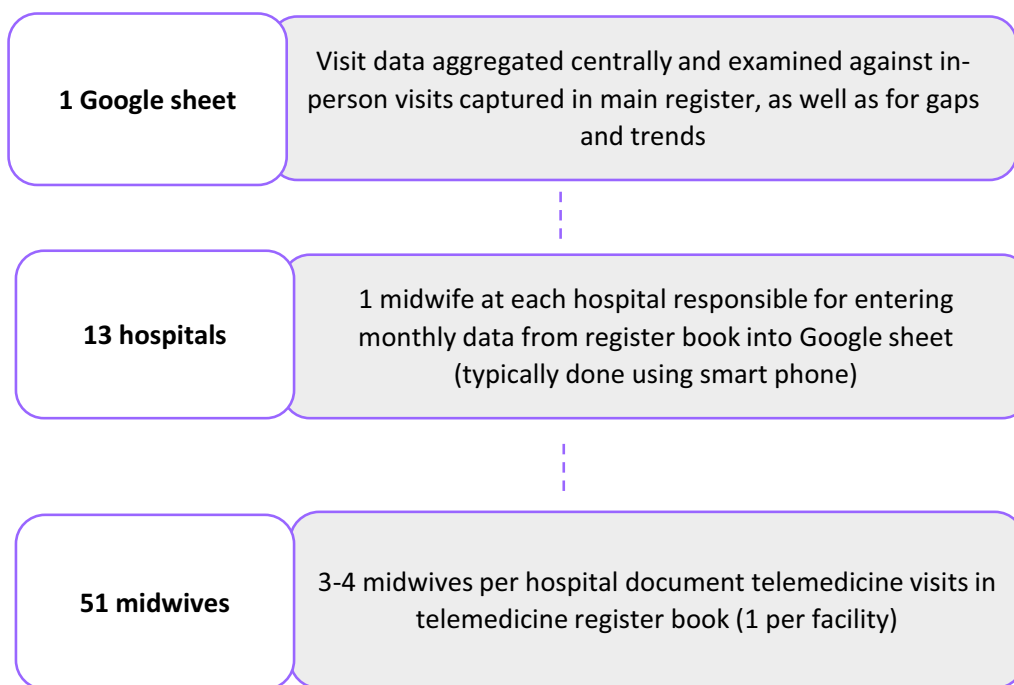 1 Google sheet
Visit data aggregated centrally and examined against in-
person visits captured in main register, as well as for gaps
and trends
13 hospitals
1 midwife at each hospital responsible for entering
monthly data from register book into Google sheet
(typically done using smart phone)
51 midwives
3-4 midwives per hospital document telemedicine visits in
telemedicine register book (1 per facility)